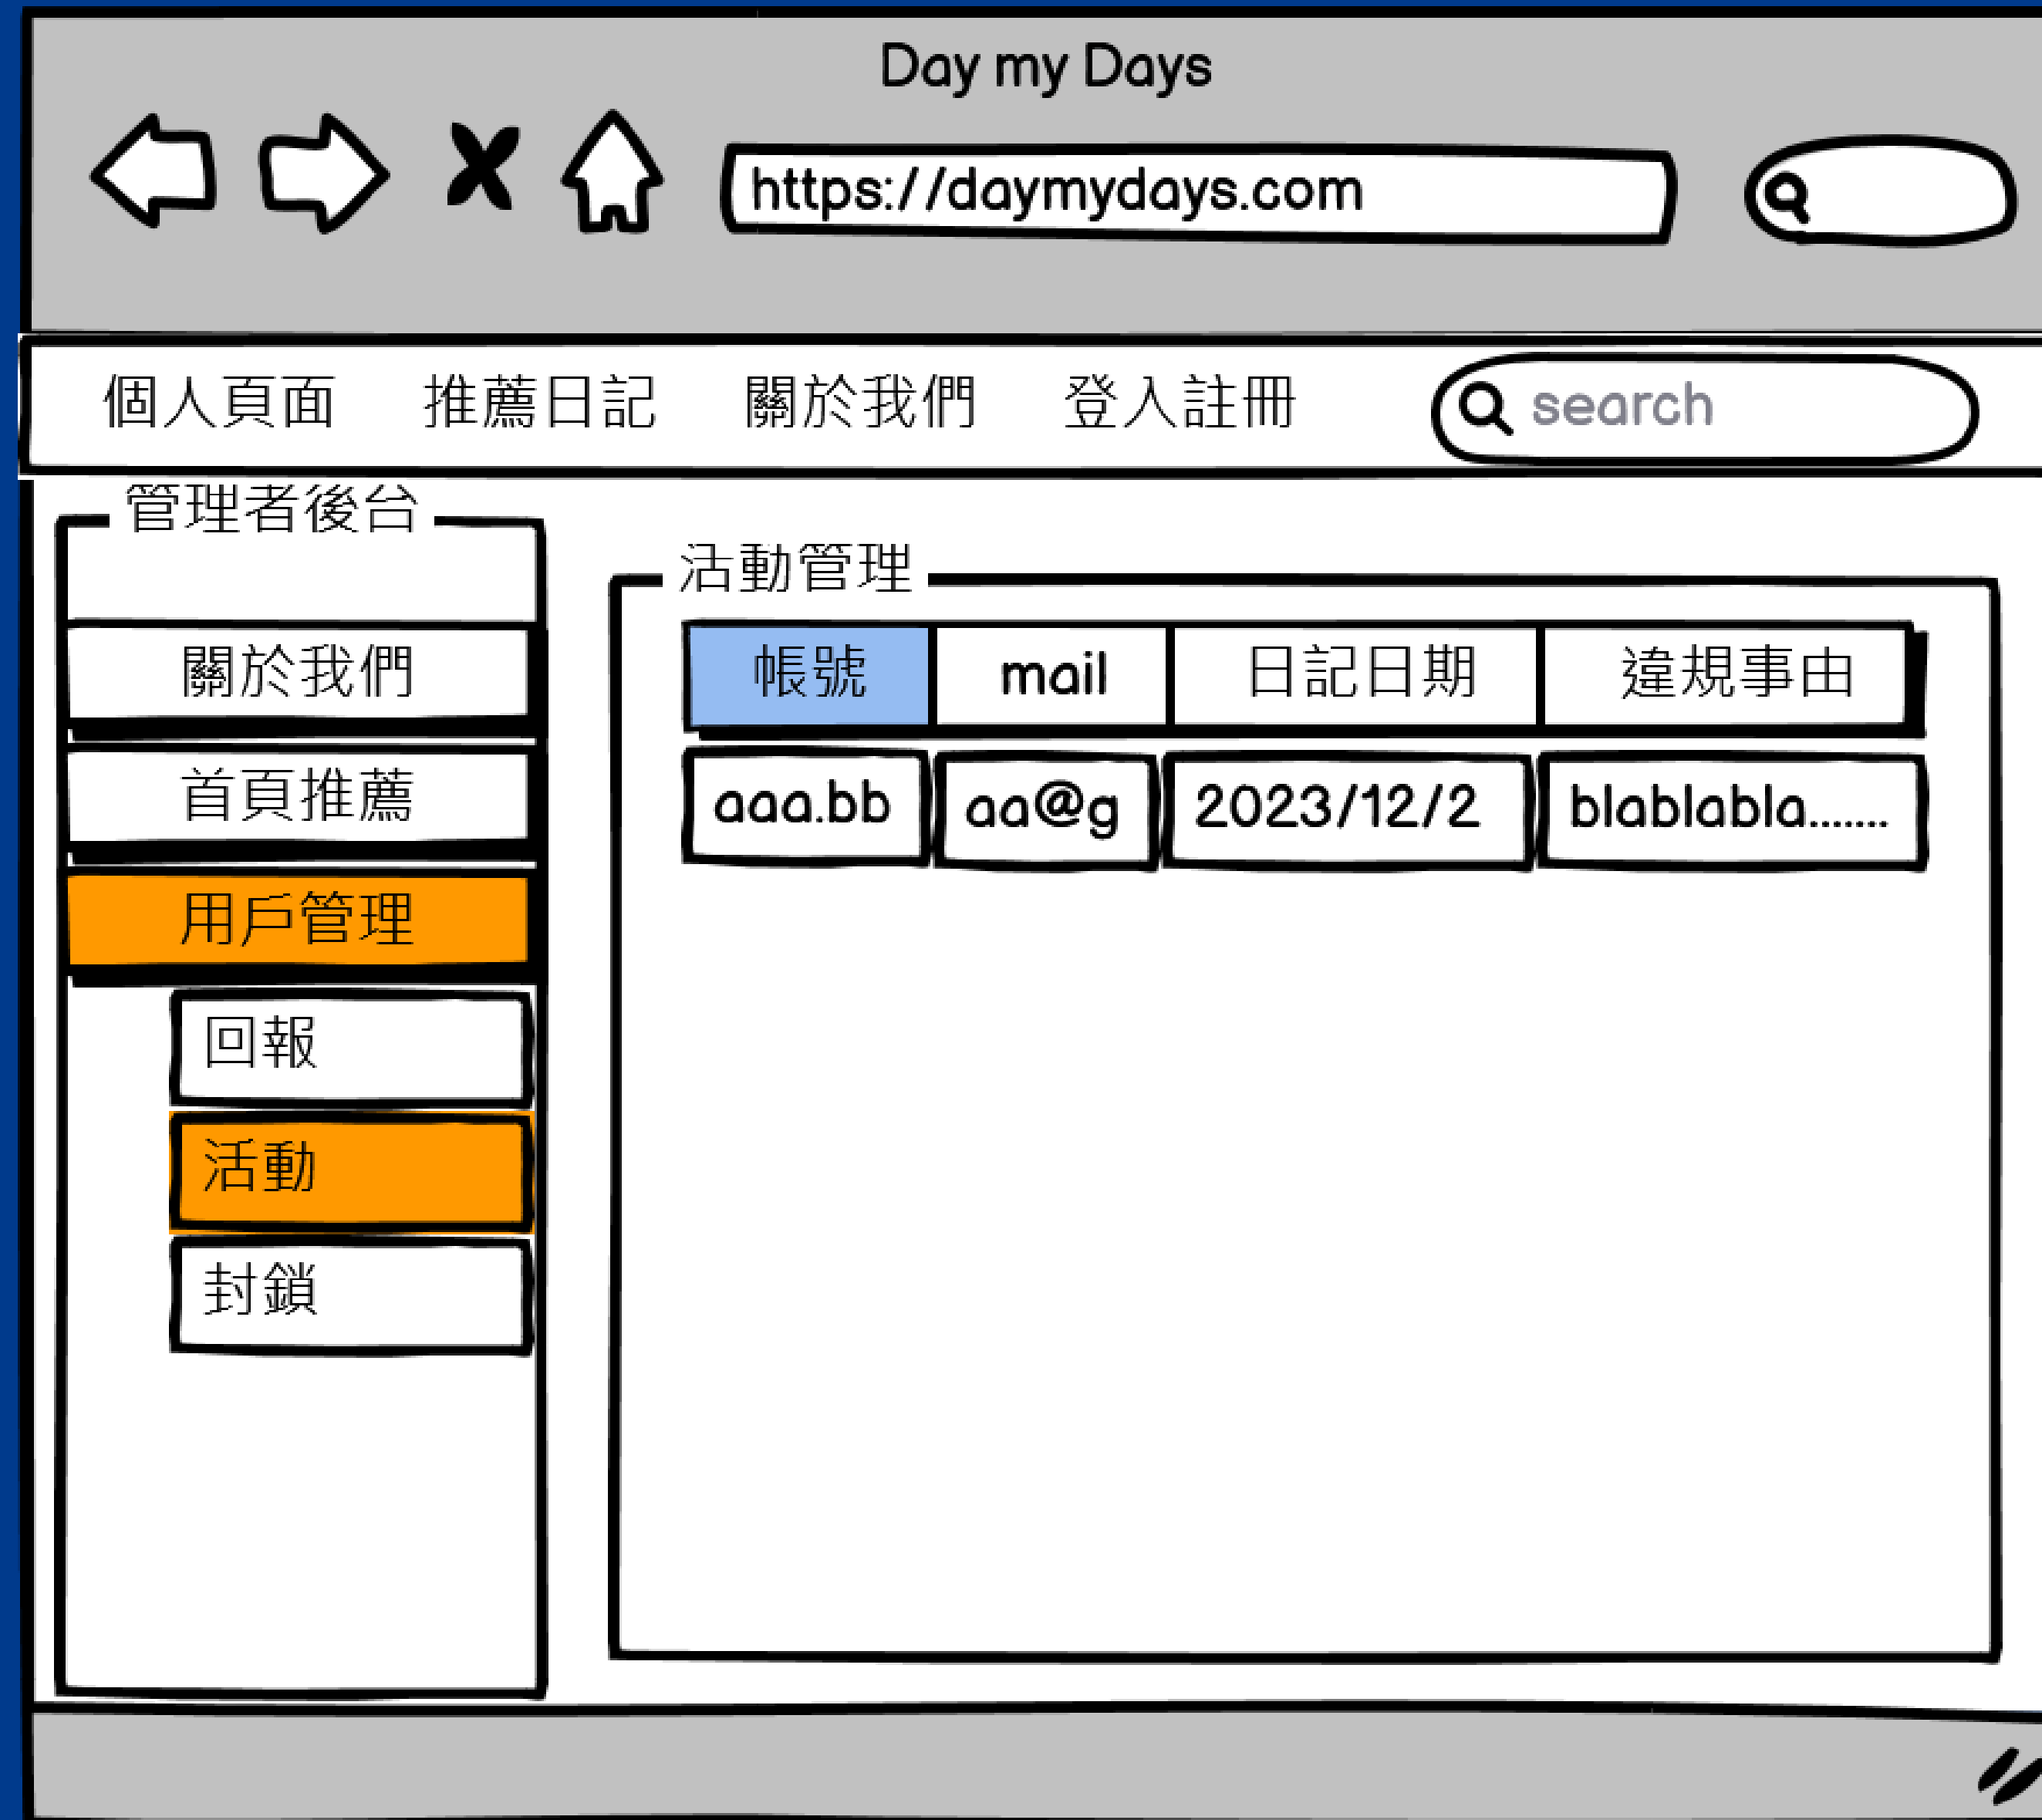 Day my Days
https://daymydays.com
個人頁面 推薦日記 關於我們 登入註冊 search
管理者後台
關於我們
首頁推薦
用戶管理
回報
活動
封鎖
活動管理
帳號 mail 日記日期 違規事由
aaa.bb aa@g 2023/12/2 blablabla.......